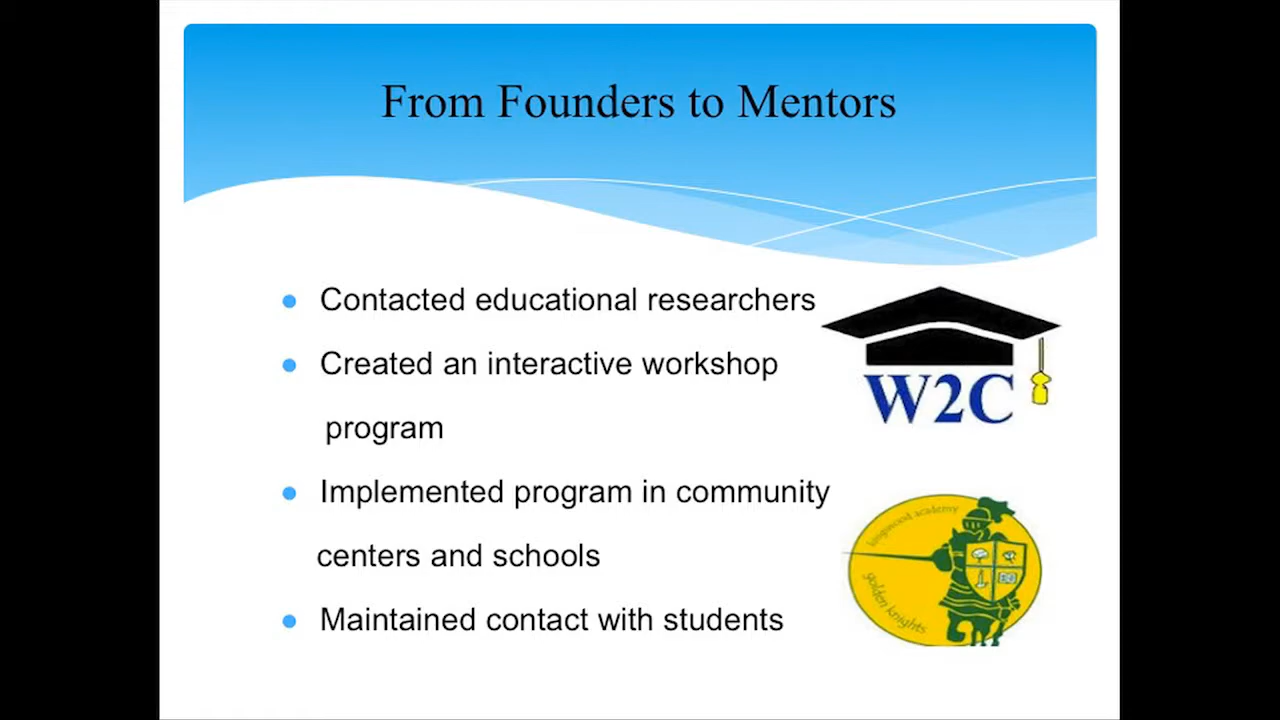 From Founders to Mentors
Contacted educational researchers
Created an interactive workshop
program
W2C
Implemented program in community
centers and schools
Maintained contact with students
kingwood academy
golden knights